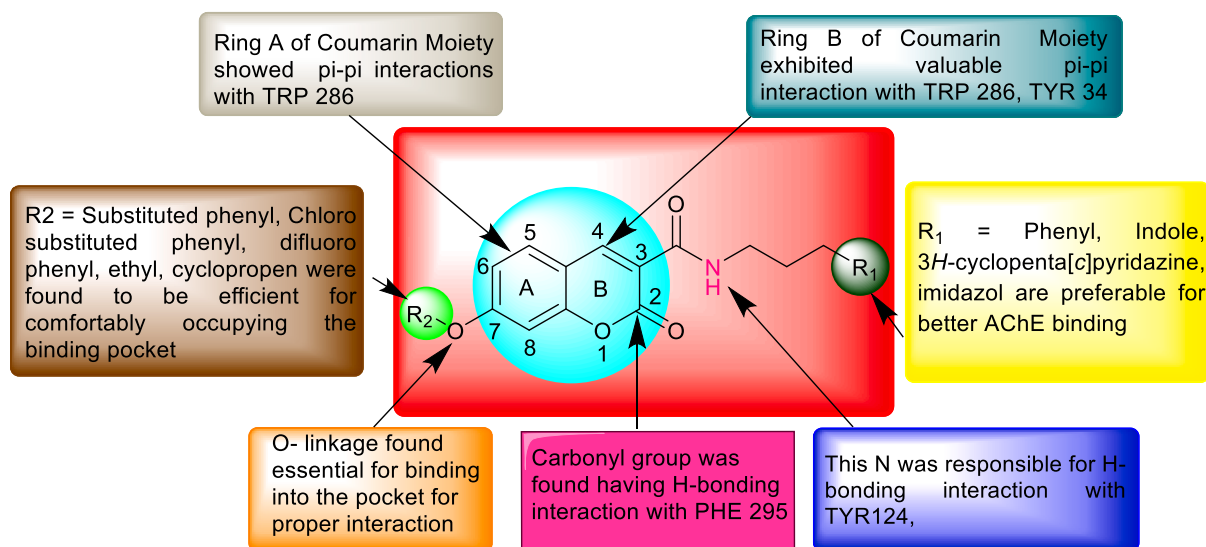 Ring A of Coumarin Moiety
showed pi-pi interactions
with TRP 286
Ring B of Coumarin Moiety
exhibited valuable pi-pi
interaction with TRP 286, TYR 34
R2 = Substituted phenyl, Chloro
substituted phenyl, difluoro
phenyl, ethyl, cyclopropen were
found to be efficient for
comfortably occupying the
binding pocket
O
5
4
6
3
N
H
R₁
A
B
2
R₂
O
7
8
O
1
O
R₁ = Phenyl, Indole,
3H-cyclopenta[c]pyridazine,
imidazol are preferable for
better AChE binding
O- linkage found
essential for binding
into the pocket for
proper interaction
Carbonyl group was
found having H-bonding
interaction with PHE 295
This N was responsible for H-
bonding interaction with
TYR124,